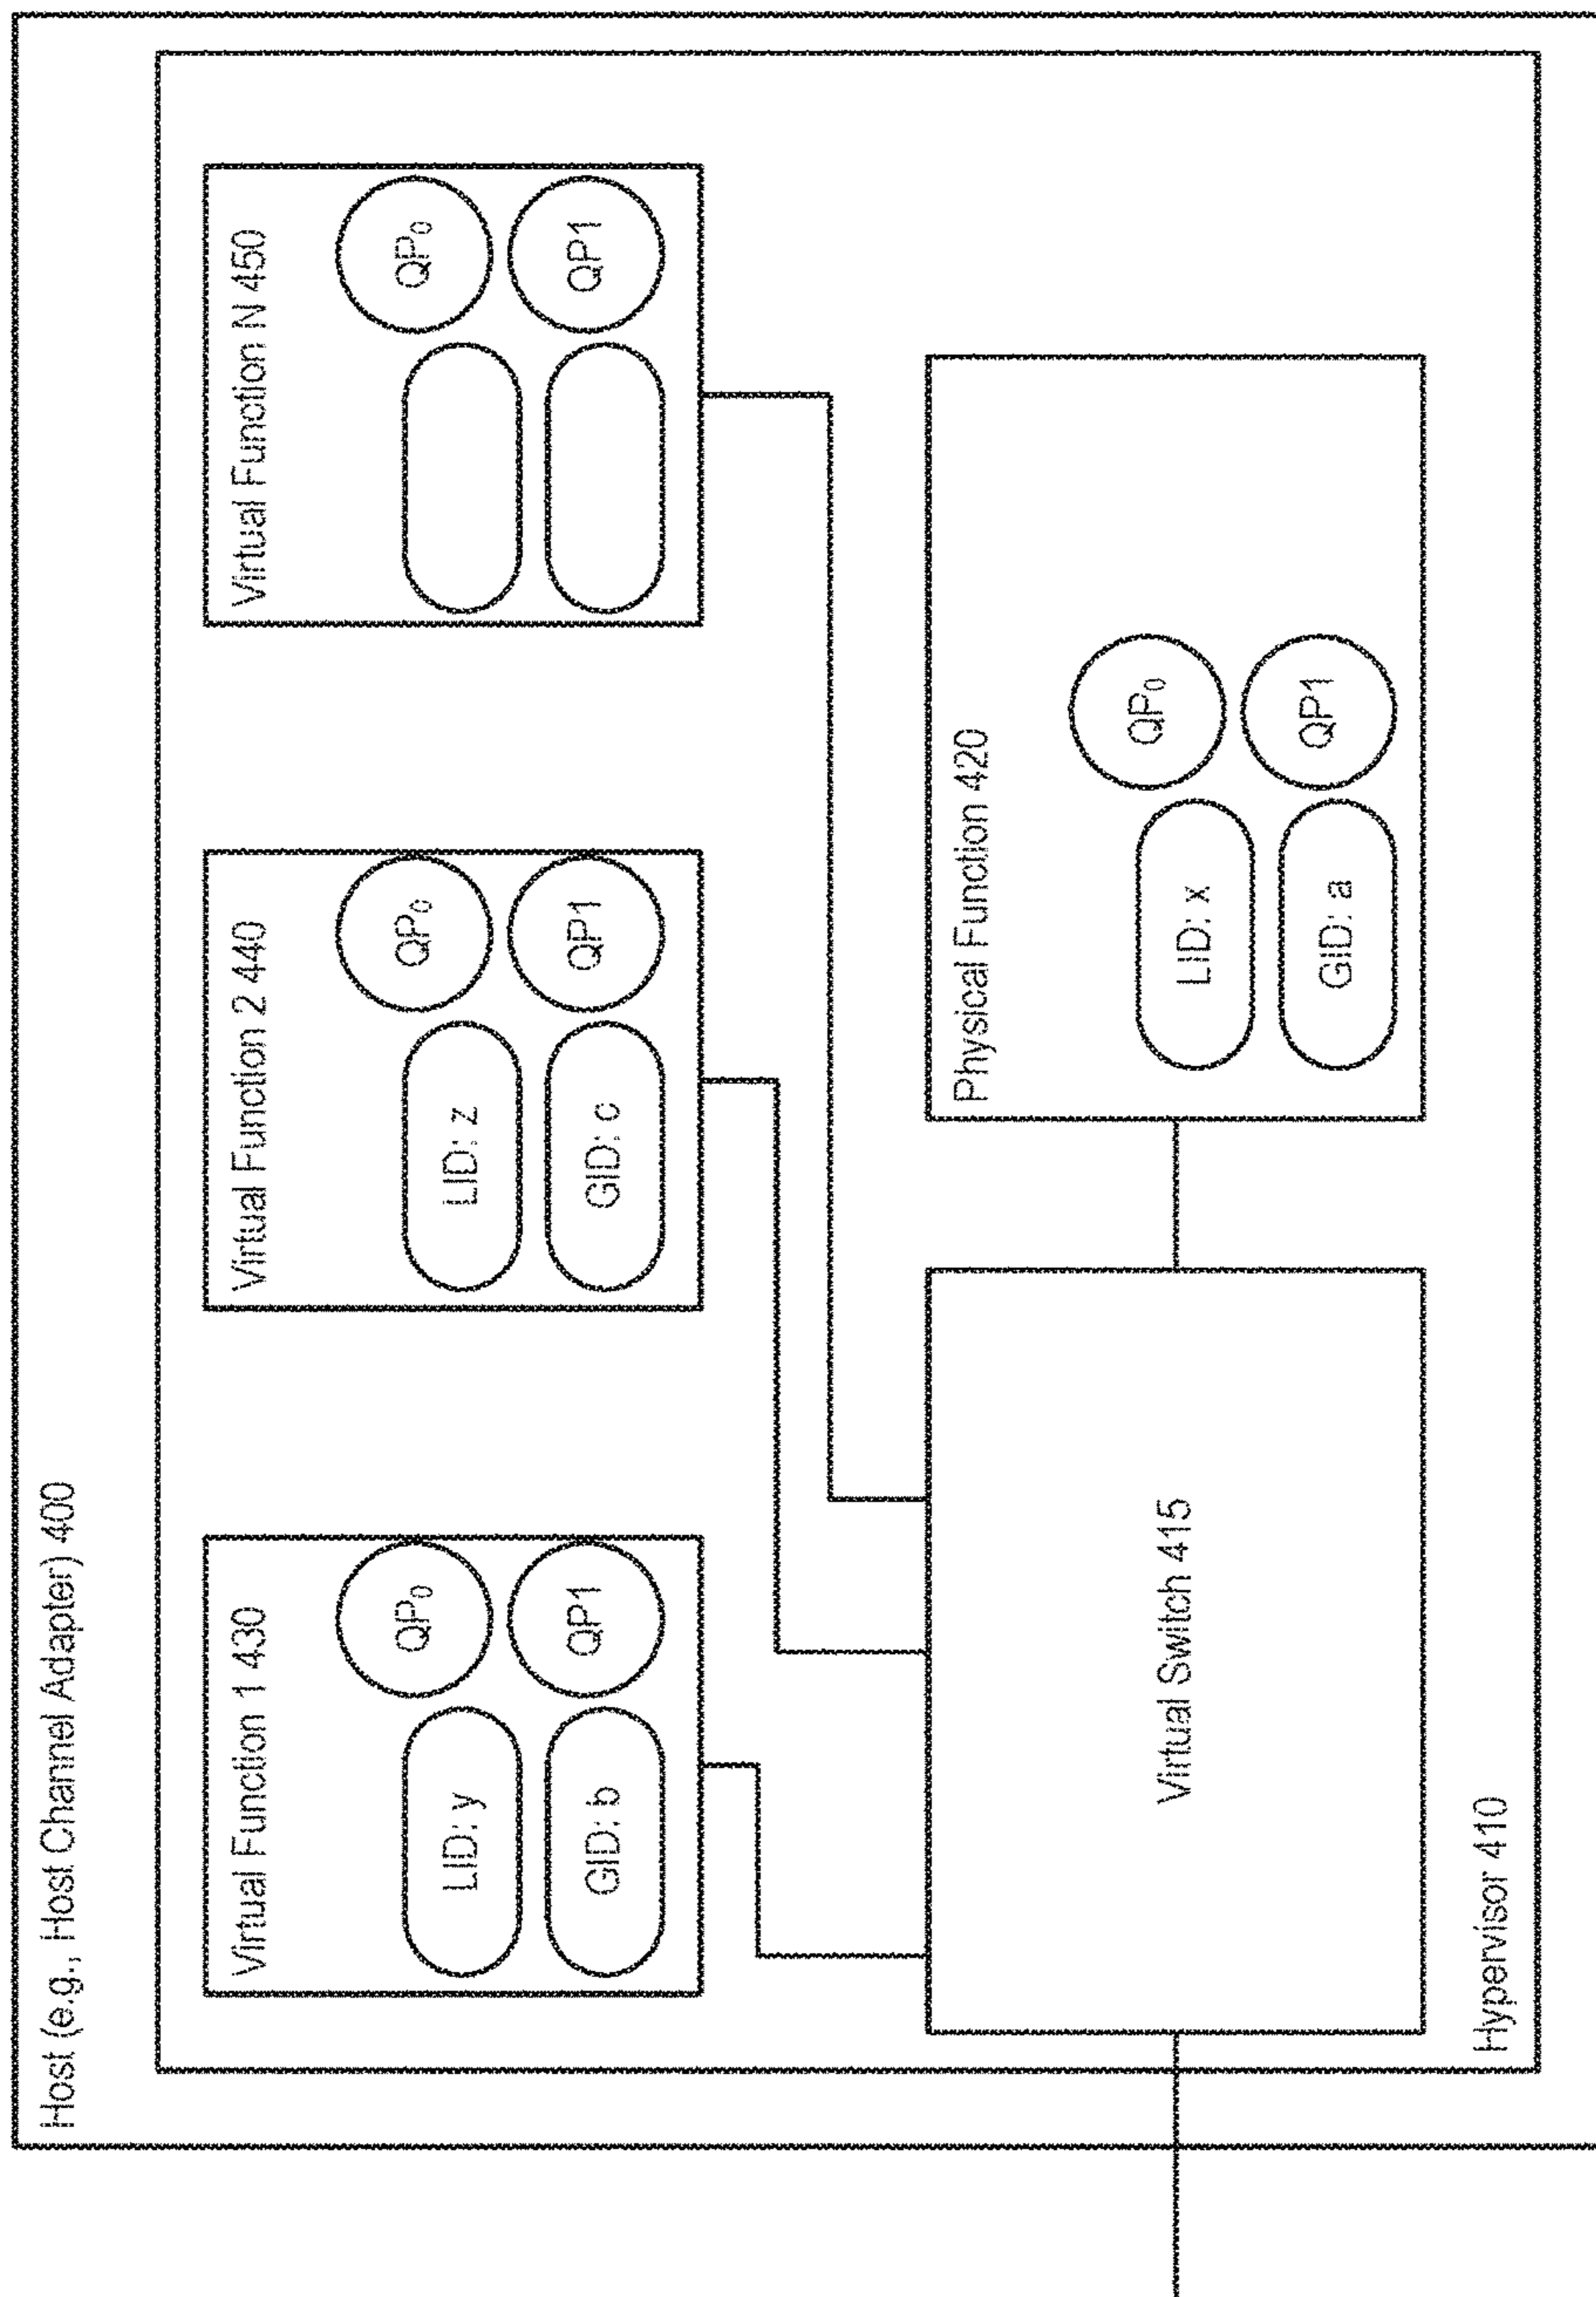 Host (e.g., Host Channel Adapter) 400
Virtual Function 1 430
QP₀
LID: y
QP1
GID: b
Virtual Function 2 440
QP₀
LID: z
QP1
GID: c
Virtual Function N 450
QP₀
QP1
Virtual Switch 415
Physical Function 420
QP₀
LID: x
QP1
GID: a
Hypervisor 410